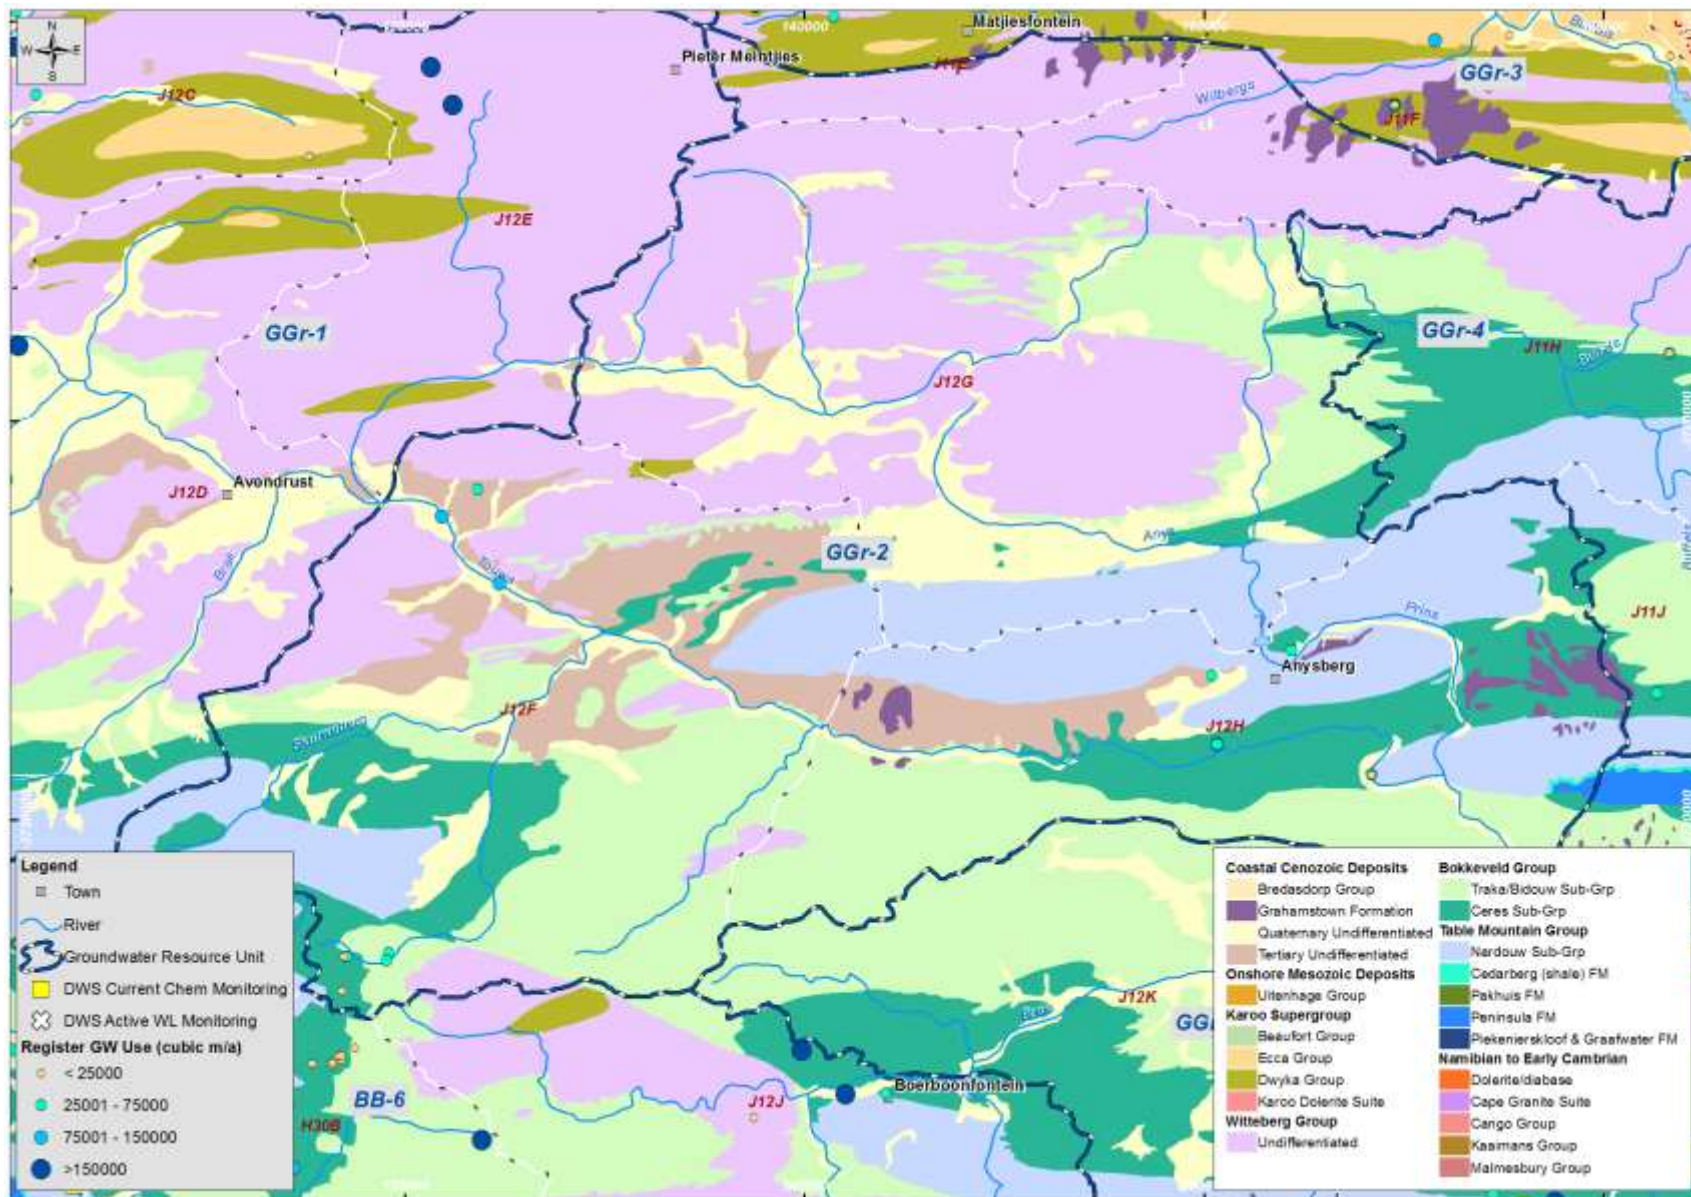 N
W E
S
140000
Matjiesfontein
Pieter Meintjies
J11E
GGr-3
J12C
Witbergs
J11F
J12E
GGr-1
GGr-4
J11H
J12G
Avondrust
J12D
Anys
GGr-2
Touws
Brak
Prins
J11J
Buffels
Anysberg
J12F
J12H
J12K
Boerboonfontein
BB-6
J12J
H30B
Legend
Town
River
Groundwater Resource Unit
DWS Current Chem Monitoring
DWS Active WL Monitoring
Register GW Use (cubic m/a)
< 25000
25001 - 75000
75001 - 150000
>150000
Coastal Cenozoic Deposits
Bredasdorp Group
Grahamstown Formation
Quaternary Undifferentiated
Tertiary Undifferentiated
Onshore Mesozoic Deposits
Uitenhage Group
Karoo Supergroup
Beaufort Group
Ecca Group
Dwyka Group
Karoo Dolerite Suite
Witteberg Group
Undifferentiated
Bokkeveld Group
Traka/Bidouw Sub-Grp
Ceres Sub-Grp
Table Mountain Group
Nardouw Sub-Grp
Cedarberg (shale) FM
Pakhuis FM
Peninsula FM
Piekenierskloof & Graafwater FM
Namibian to Early Cambrian
Dolerite/diabase
Cape Granite Suite
Cango Group
Kaaimans Group
Malmesbury Group